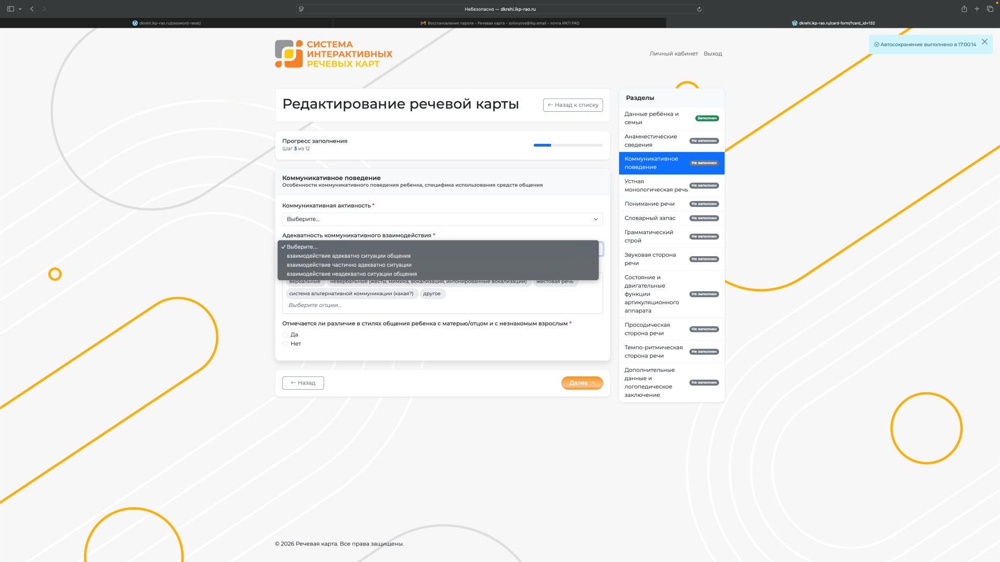 Небезопасно — dkrehi.ikp-rao.ru
dkrehi.ikp-rao.ru/password-reset/
Восстановление пароля - Речевая карта - solovyova@ikp.email - почта ИКП РАО
dkrehi.ikp-rao.ru/card-form/?card_id=132
Автосохранение выполнено в 17:00:14
СИСТЕМА
ИНТЕРАКТИВНЫХ
РЕЧЕВЫХ КАРТ
Личный кабинет Выход
Редактирование речевой карты
← Назад к списку
Прогресс заполнения
Шаг 3 из 12
Коммуникативное поведение
Особенности коммуникативного поведения ребенка, специфика использования средств общения
Коммуникативная активность *
Выберите...
Адекватность коммуникативного взаимодействия *
✓ Выберите...
взаимодействие адекватно ситуации общения
взаимодействие частично адекватно ситуации
взаимодействие неадекватно ситуации общения
вербальные невербальные (жесты, мимика, вокализация, интонированные вокализации) жестовая речь
система альтернативной коммуникации (какая?) другое
Выберите опции...
Отмечается ли различие в стилях общения ребенка с матерью/отцом и с незнакомым взрослым *
Да
Нет
← Назад
Далее →
Разделы
Данные ребёнка и
семьи
Заполнен
Анамнестические
сведения
Не заполнен
Коммуникативное
поведение
Не заполнен
Устная
монологическая речь
Не заполнен
Понимание речи
Не заполнен
Словарный запас
Не заполнен
Грамматический
строй
Не заполнен
Звуковая сторона
речи
Не заполнен
Состояние и
двигательные
функции
артикуляционного
аппарата
Не заполнен
Просодическая
сторона речи
Не заполнен
Темпо-ритмическая
сторона речи
Не заполнен
Дополнительные
данные и
логопедическое
заключение
Не заполнен
© 2026 Речевая карта. Все права защищены.